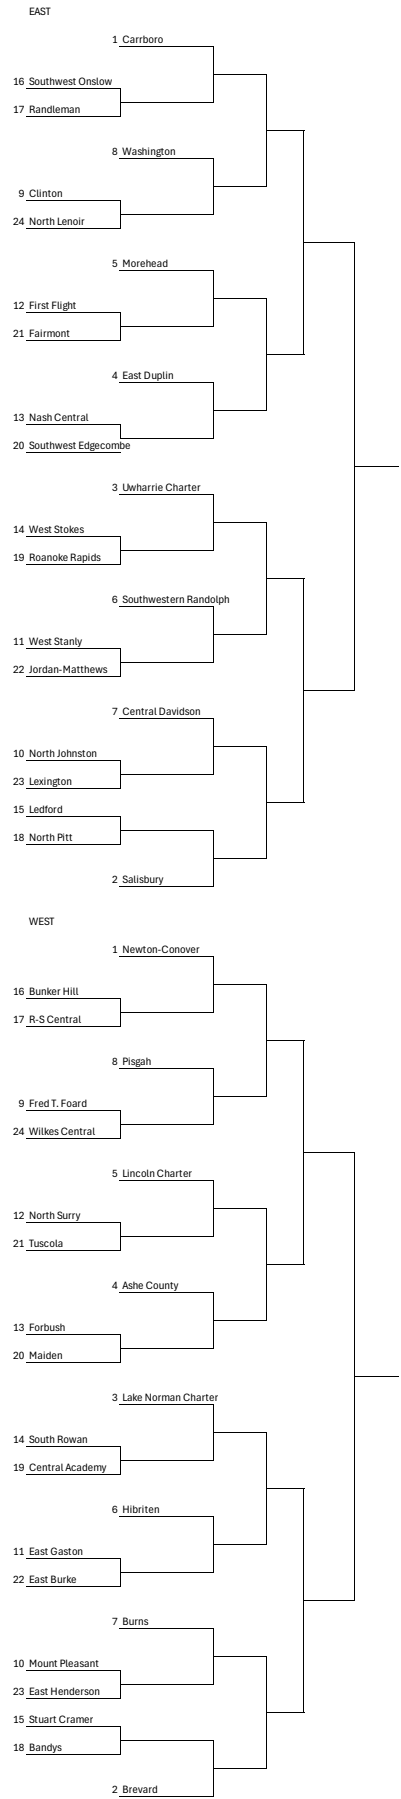 EAST
1 Carrboro
16 Southwest Onslow
17 Randleman
8 Washington
9 Clinton
24 North Lenoir
5 Morehead
12 First Flight
21 Fairmont
4 East Duplin
13 Nash Central
20 Southwest Edgecombe
3 Uwharrie Charter
14 West Stokes
19 Roanoke Rapids
6 Southwestern Randolph
11 West Stanly
22 Jordan-Matthews
7 Central Davidson
10 North Johnston
23 Lexington
15 Ledford
18 North Pitt
2 Salisbury
WEST
1 Newton-Conover
16 Bunker Hill
17 R-S Central
8 Pisgah
9 Fred T. Foard
24 Wilkes Central
5 Lincoln Charter
12 North Surry
21 Tuscola
4 Ashe County
13 Forbush
20 Maiden
3 Lake Norman Charter
14 South Rowan
19 Central Academy
6 Hibriten
11 East Gaston
22 East Burke
7 Burns
10 Mount Pleasant
23 East Henderson
15 Stuart Cramer
18 Bandys
2 Brevard